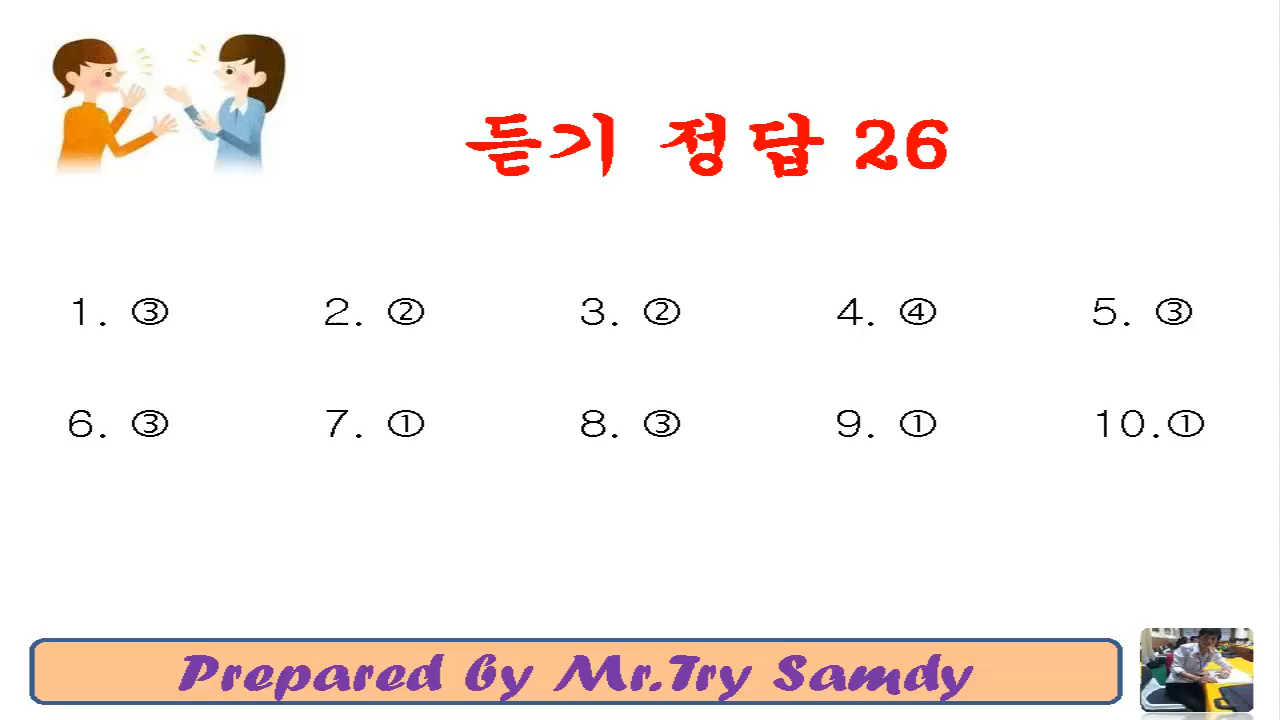 듣기 정답 26
1. ③ 2. ② 3. ② 4. ④ 5. ③
6. ③ 7. ① 8. ③ 9. ① 10.①
Prepared by Mr.Try Samdy